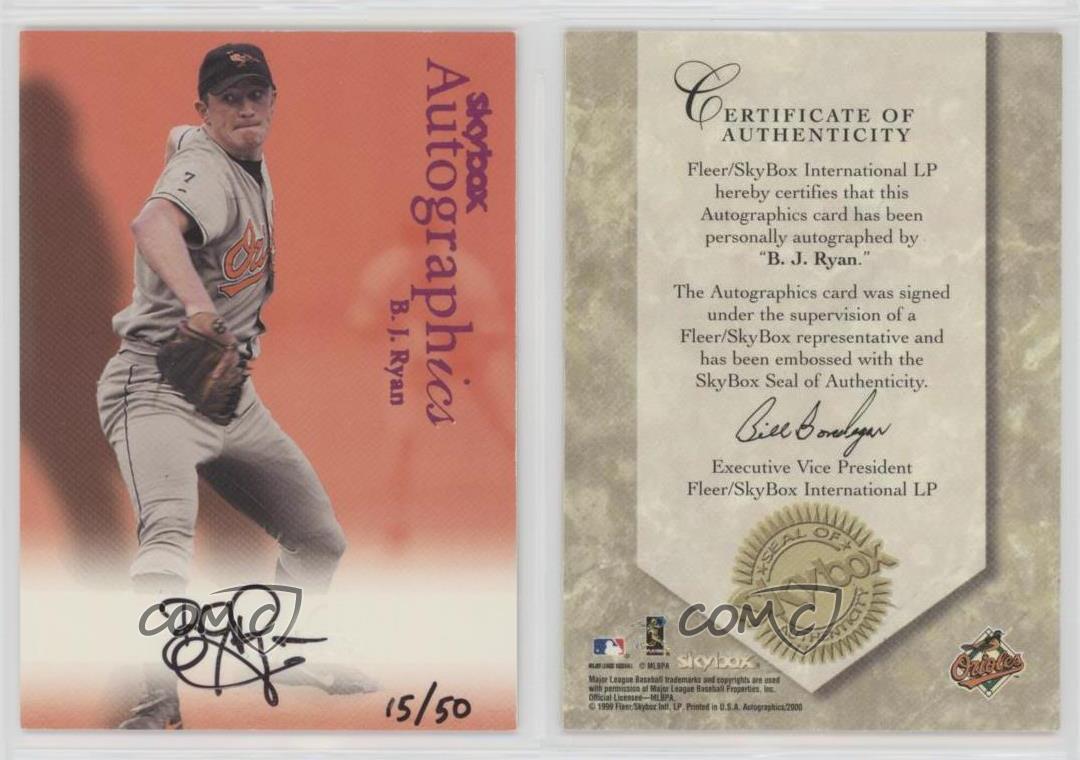 skybox
Autographics
B. J. Ryan
7
15/50
COMC
CERTIFICATE OF
AUTHENTICITY
Fleer/SkyBox International LP
hereby certifies that this
Autographics card has been
personally autographed by
“B. J. Ryan.”
The Autographics card was signed
under the supervision of a
Fleer/SkyBox representative and
has been embossed with the
SkyBox Seal of Authenticity.
Executive Vice President
Fleer/SkyBox International LP
SEAL OF
skybox
AUTHENTICITY
COMC
MAJOR LEAGUE BASEBALL © MLBPA skybox®
Major League Baseball trademarks and copyrights are used
with permission of Major League Baseball Properties, Inc.
Official Licensee—MLBPA
© 1999 Fleer/Skybox Intl. LP. Printed in U.S.A. Autographics/2000
Orioles